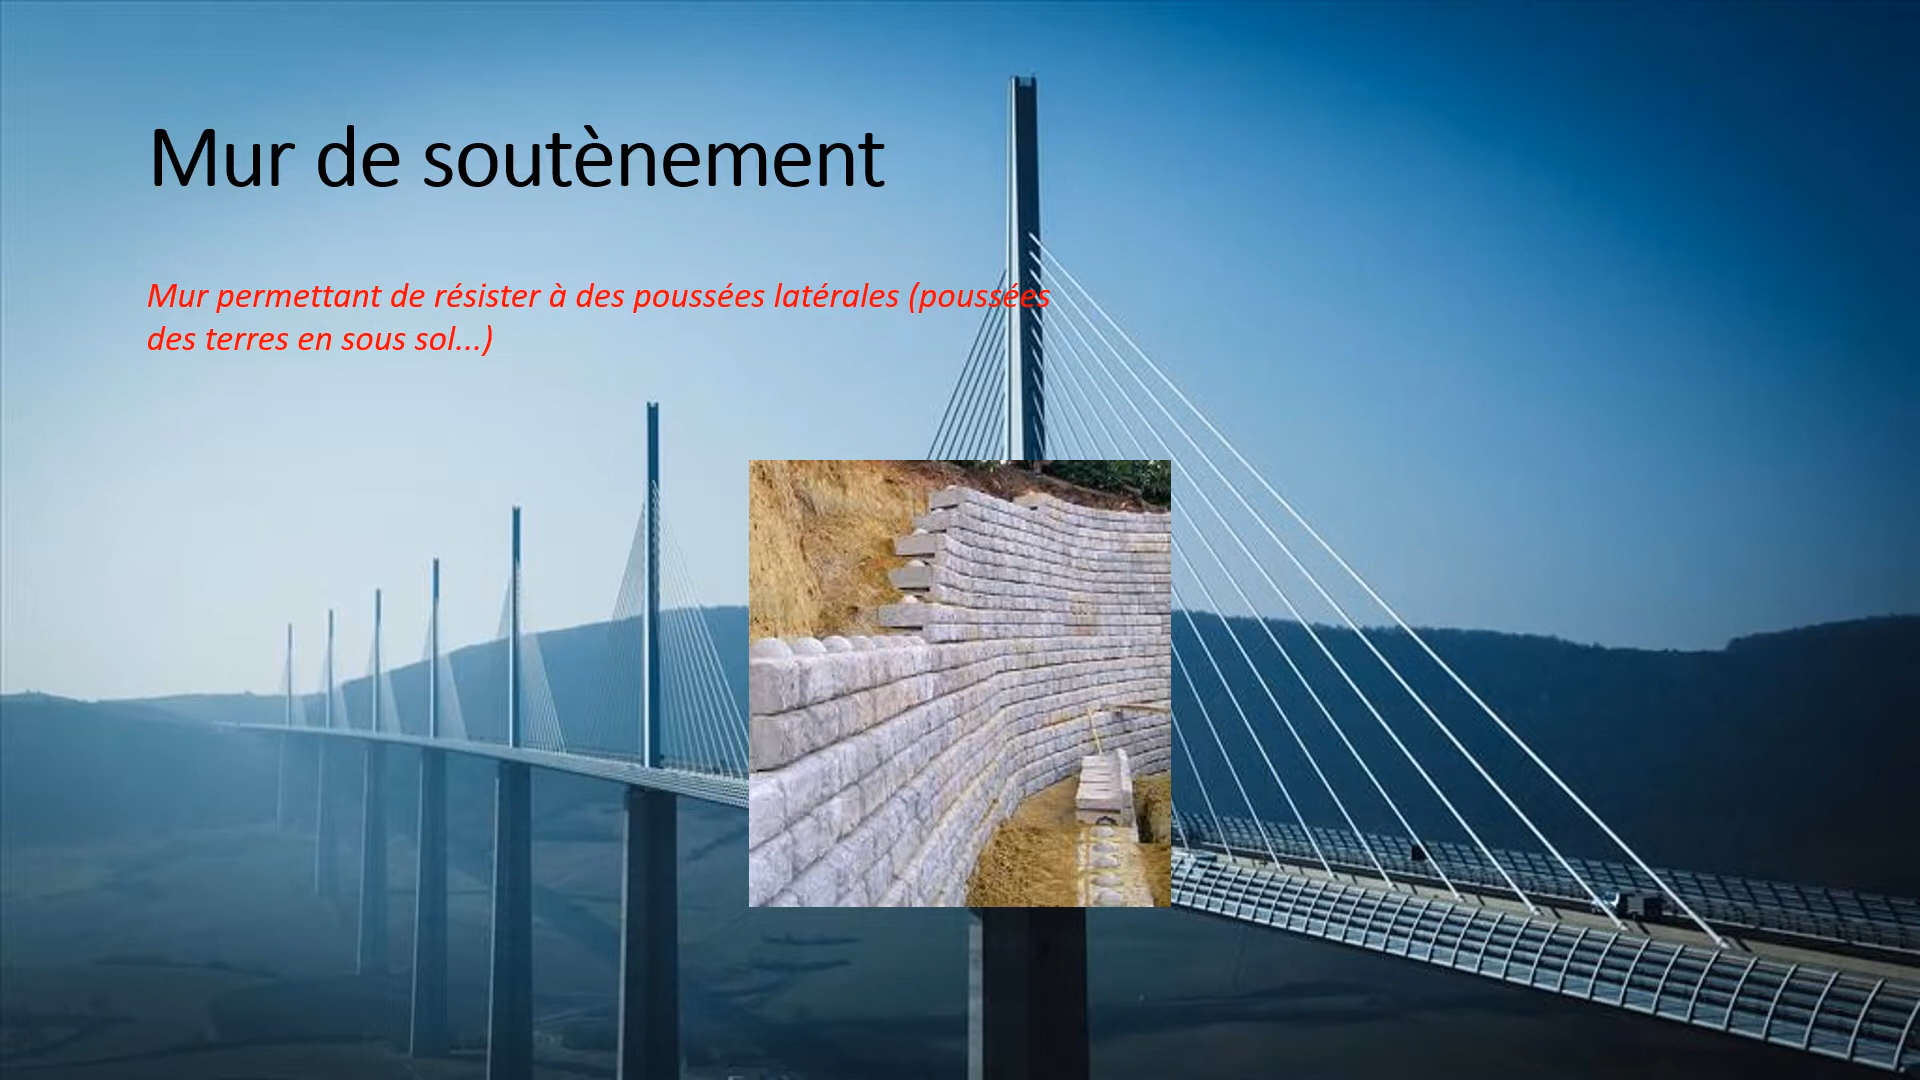 Mur de soutènement
Mur permettant de résister à des poussées latérales (poussées
des terres en sous sol...)